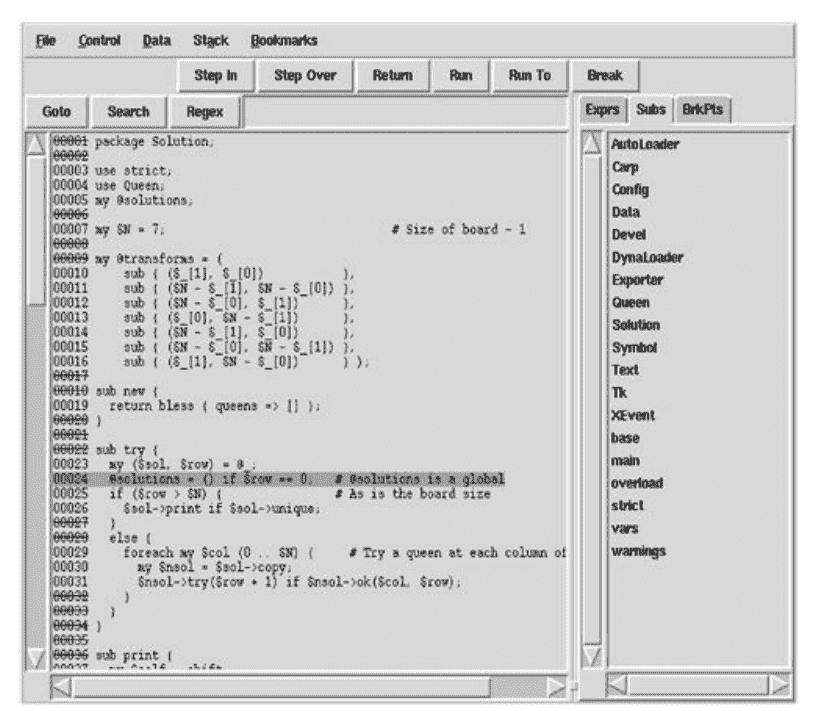 File Control Data Stack Bookmarks
Step In Step Over Return Run Run To Break
Goto Search Regex
Exprs Subs BrkPts
00001 package Solution;
00002
00003 use strict;
00004 use Queen;
00005 my @solutions;
00006
00007 my $N = 7; # Size of board - 1
00008
00009 my @transforms = (
00010 sub { ($_[1], $_[0]) },
00011 sub { ($N - $_[1], $N - $_[0]) },
00012 sub { ($N - $_[0], $_[1]) },
00013 sub { ($_[0], $N - $_[1]) },
00014 sub { ($N - $_[1], $_[0]) },
00015 sub { ($N - $_[0], $N - $_[1]) },
00016 sub { ($_[1], $N - $_[0]) } );
00017
00018 sub new {
00019 return bless { queens => [] };
00020 }
00021
00022 sub try {
00023 my ($sol, $row) = @_;
00024 @solutions = () if $row == 0; # @solutions is a global
00025 if ($row > $N) { # As is the board size
00026 $sol->print if $sol->unique;
00027 }
00028 else {
00029 foreach my $col (0 .. $N) { # Try a queen at each column of
00030 my $nsol = $sol->copy;
00031 $nsol->try($row + 1) if $nsol->ok($col, $row);
00032 }
00033 }
00034 }
00035
00036 sub print {
AutoLoader
Carp
Config
Data
Devel
DynaLoader
Exporter
Queen
Solution
Symbol
Text
Tk
XEvent
base
main
overload
strict
vars
warnings